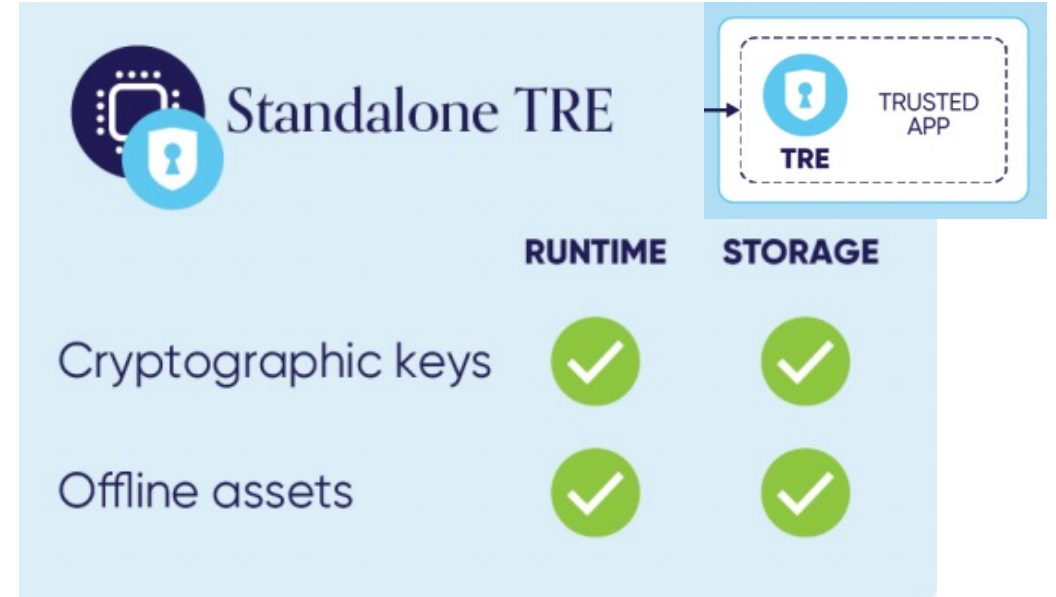 Standalone TRE
TRUSTED
APP
TRE
RUNTIME STORAGE
Cryptographic keys
Offline assets